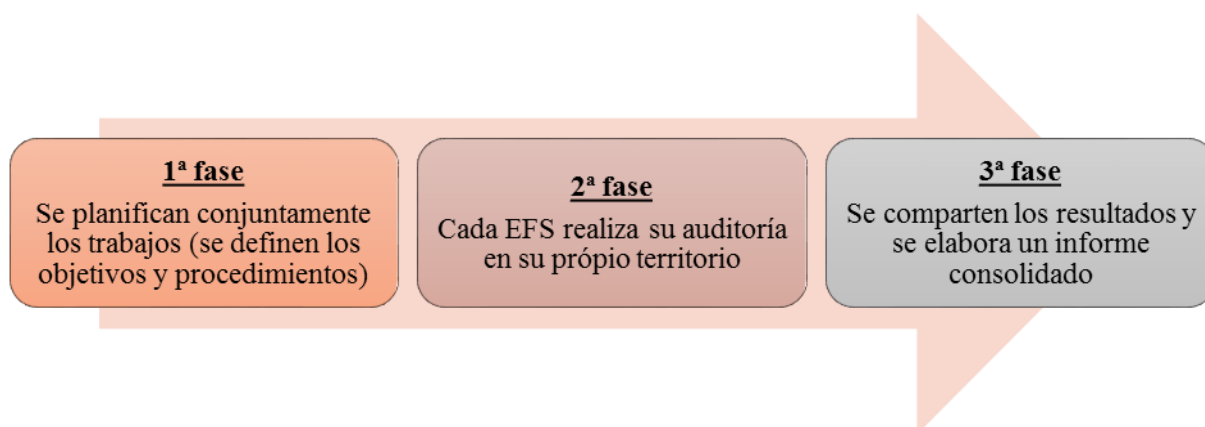 1ª fase
Se planifican conjuntamente
los trabajos (se definen los
objetivos y procedimientos)
2ª fase
Cada EFS realiza su auditoría
en su própio territorio
3ª fase
Se comparten los resultados y
se elabora un informe
consolidado